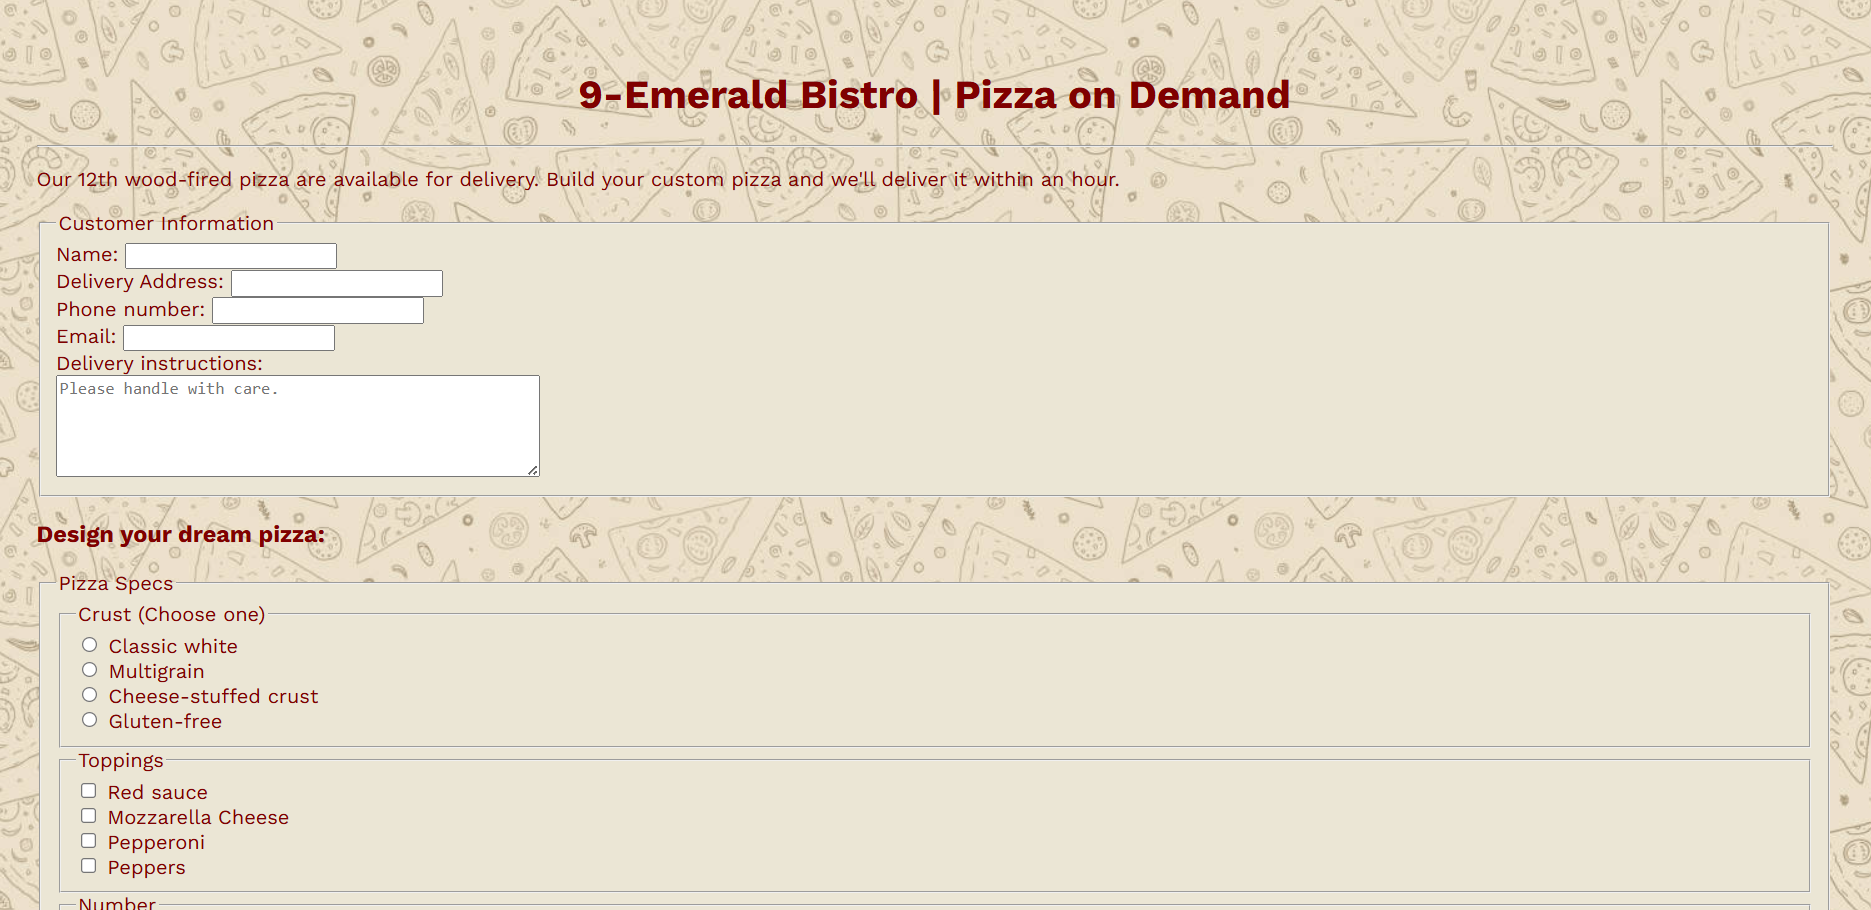 9-Emerald Bistro | Pizza on Demand
Our 12th wood-fired pizza are available for delivery. Build your custom pizza and we'll deliver it within an hour.
Customer Information
Name:
Delivery Address:
Phone number:
Email:
Delivery instructions:
Please handle with care.
Design your dream pizza:
Pizza Specs
Crust (Choose one)
Classic white
Multigrain
Cheese-stuffed crust
Gluten-free
Toppings
Red sauce
Mozzarella Cheese
Pepperoni
Peppers
Number